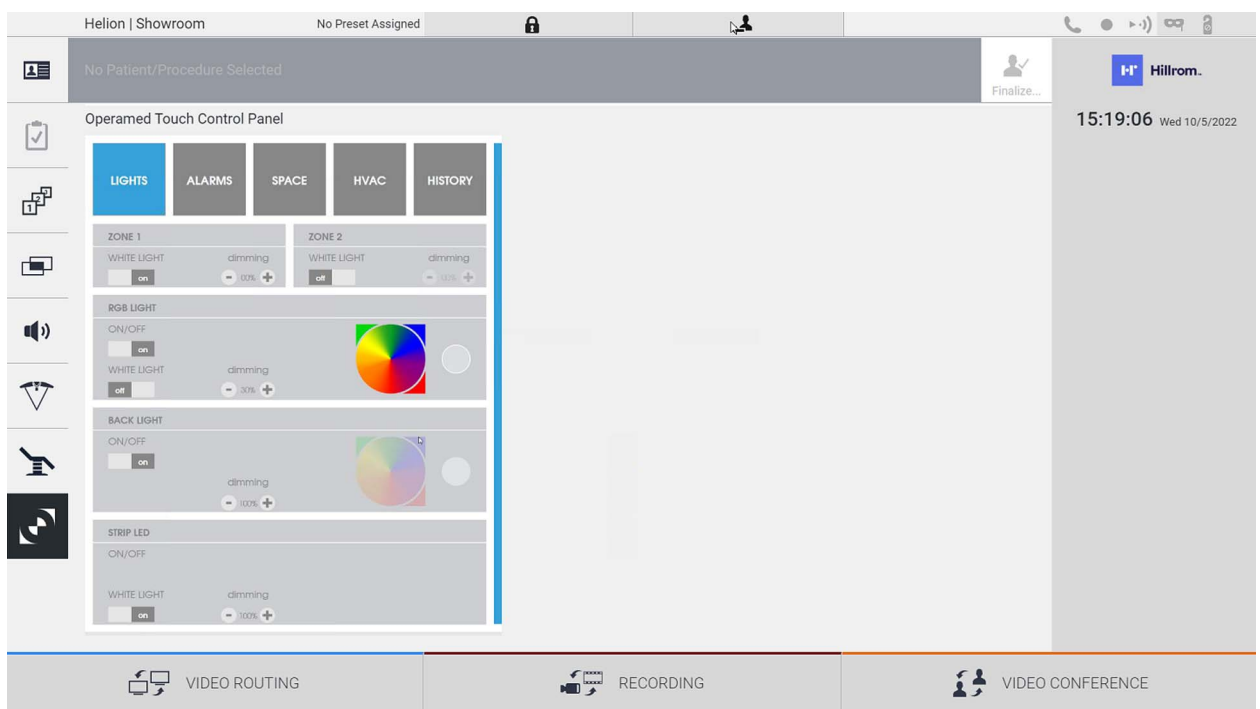 Helion | Showroom
No Preset Assigned
No Patient/Procedure Selected
Finalize...
Hillrom™
15:19:06 Wed 10/5/2022
Operamed Touch Control Panel
LIGHTS ALARMS SPACE HVAC HISTORY
ZONE 1
WHITE LIGHT dimming
on - +
ZONE 2
WHITE LIGHT dimming
off - +
RGB LIGHT
ON/OFF
on
WHITE LIGHT dimming
off - 30% +
BACK LIGHT
ON/OFF
on
dimming
- 100% +
STRIP LED
ON/OFF
WHITE LIGHT dimming
on - 100% +
VIDEO ROUTING
RECORDING
VIDEO CONFERENCE